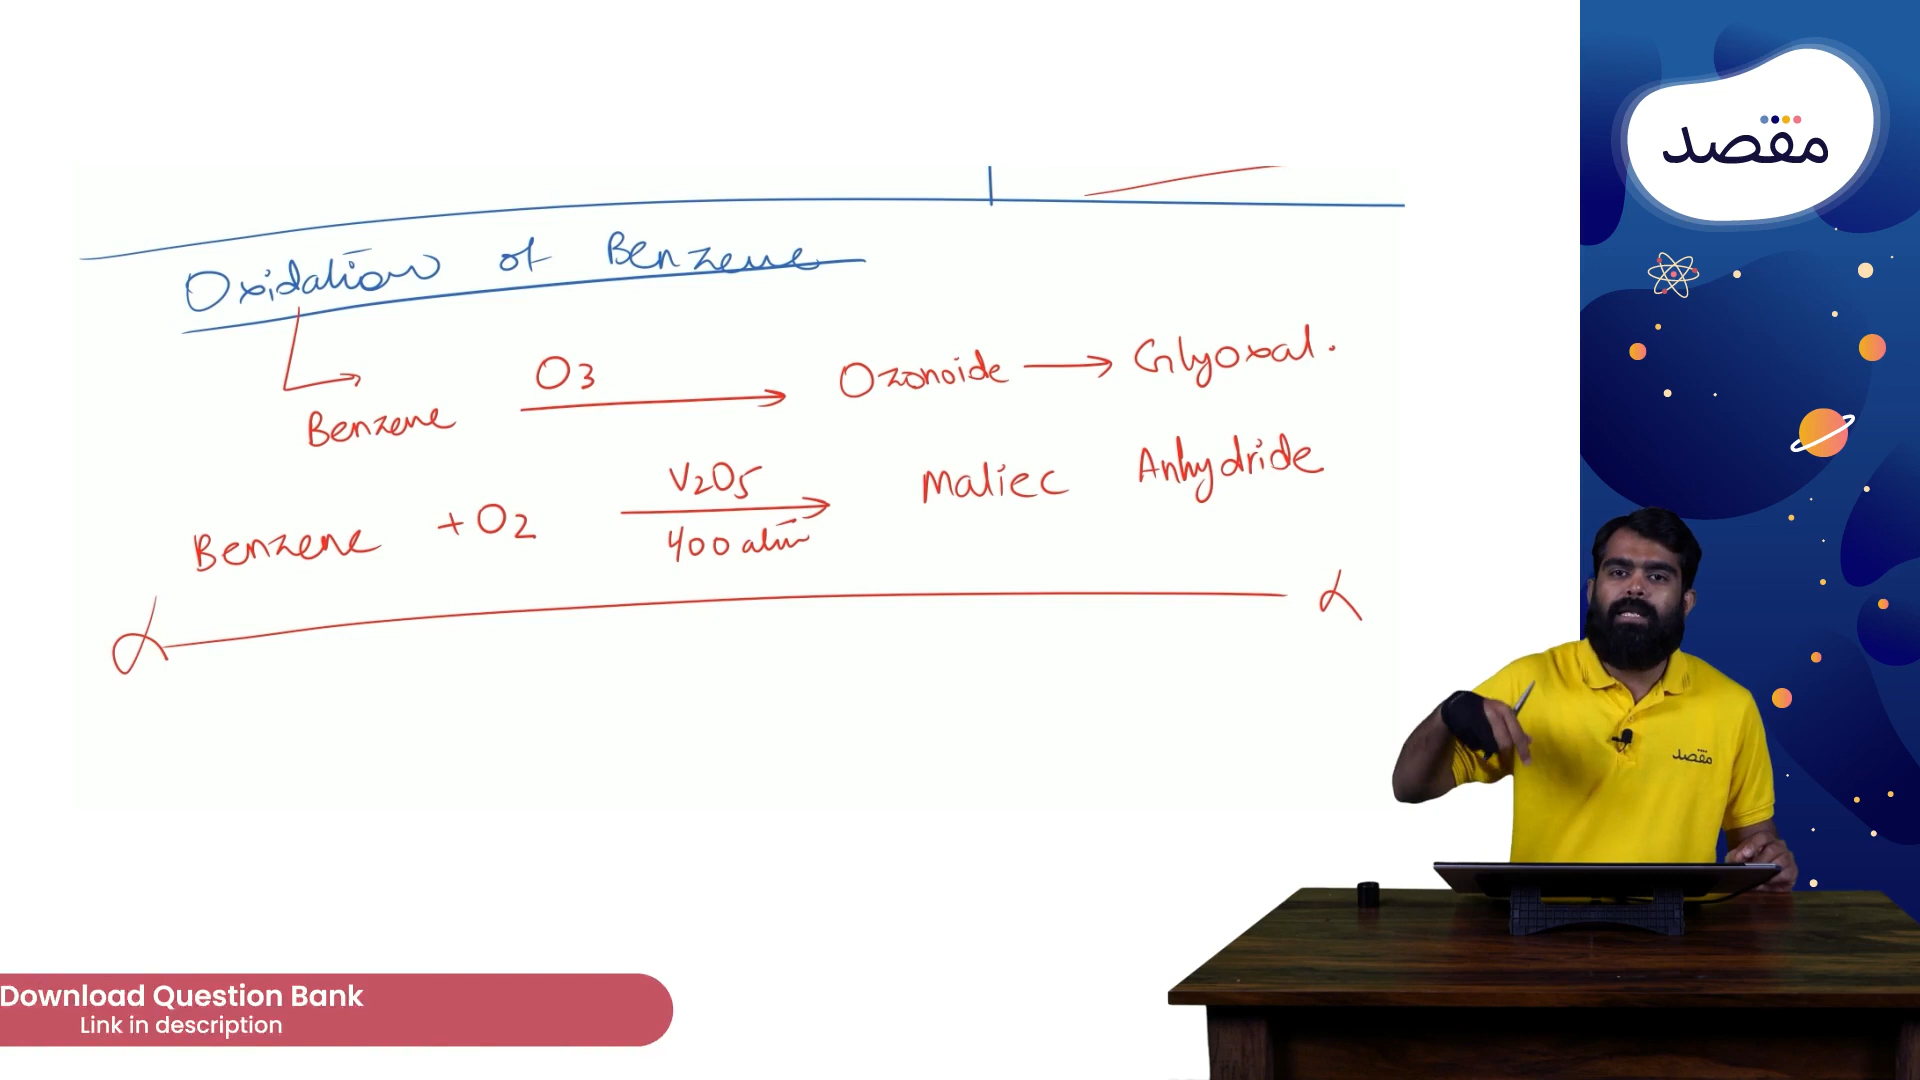 مقصد
Oxidation of Benzene
Benzene O3 Ozonoide → Glyoxal.
Benzene + O2 V2O5 400 atm Maliec Anhydride
مقصد
Download Question Bank
Link in description